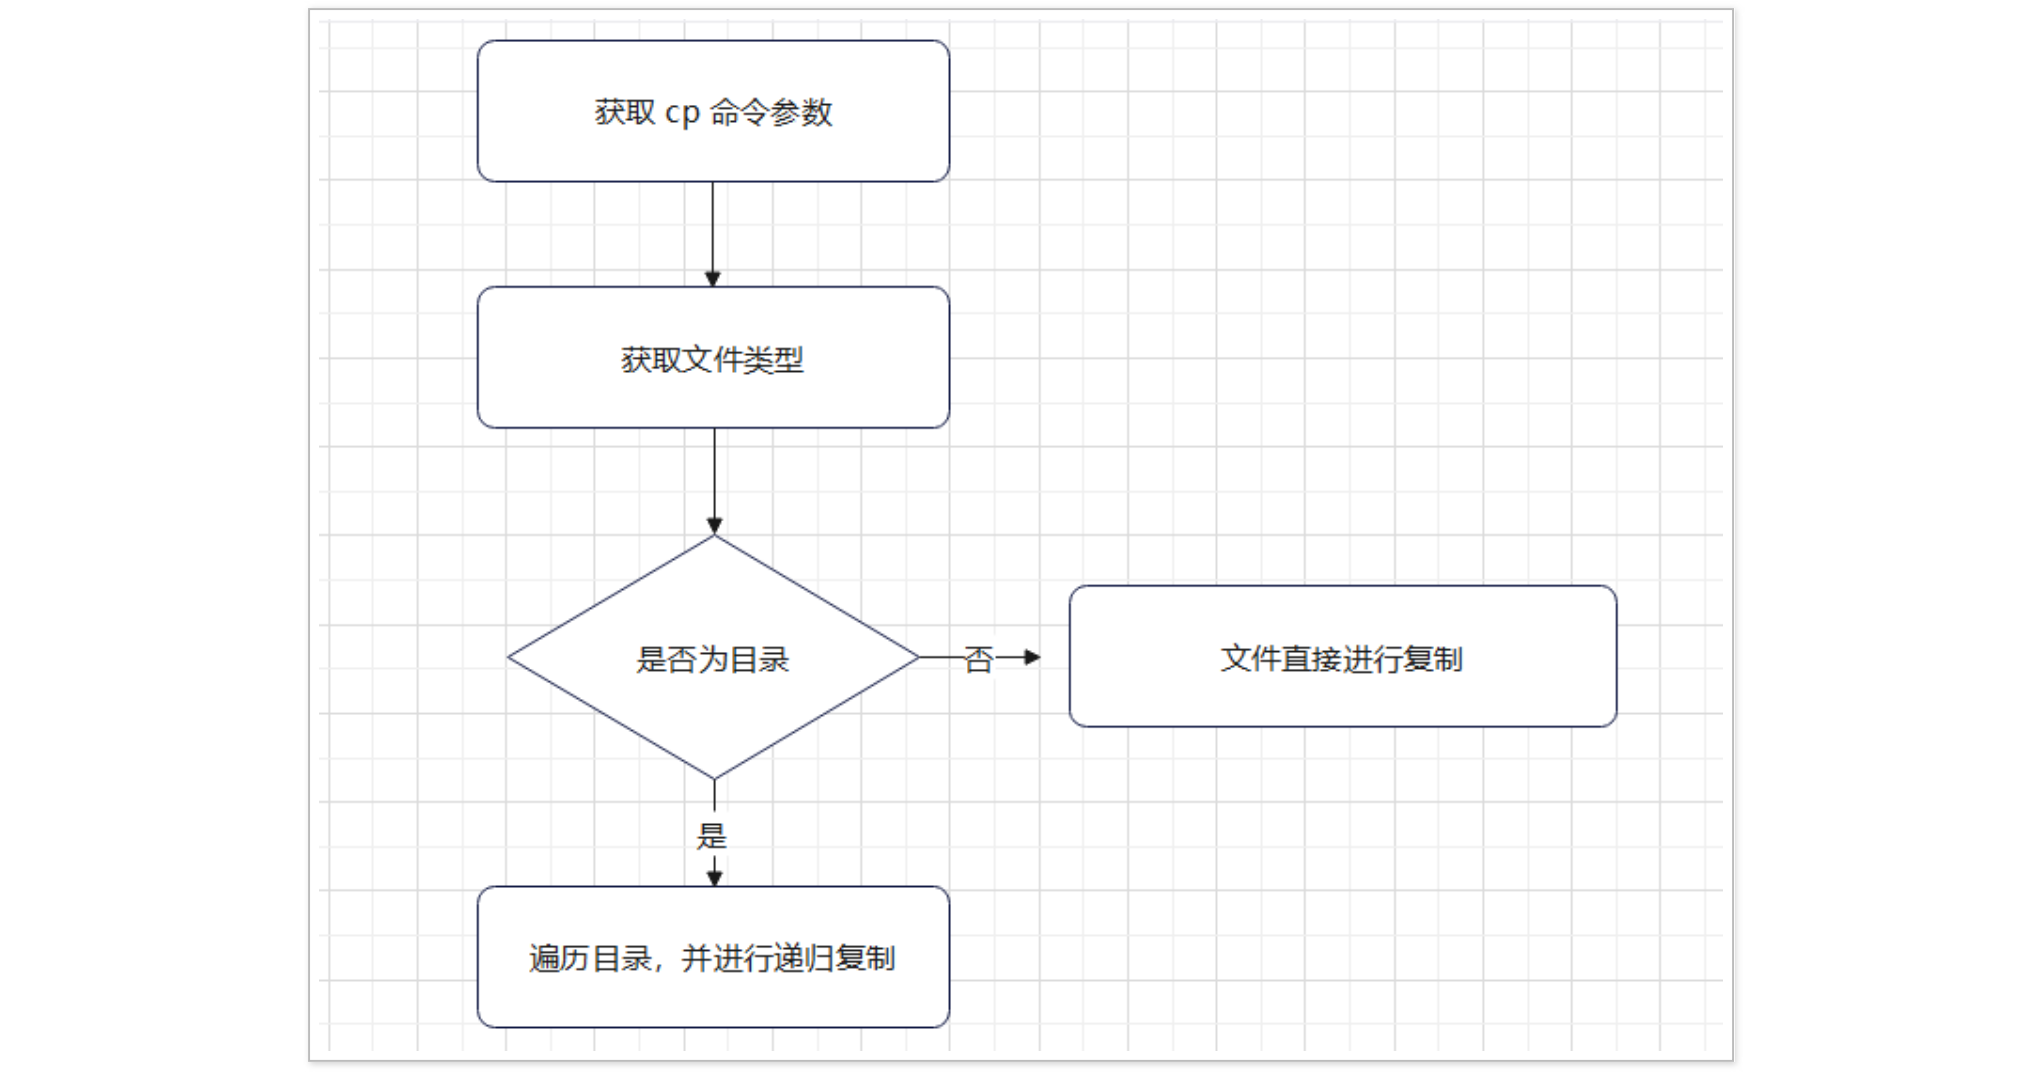 获取 cp 命令参数
获取文件类型
是否为目录
否
文件直接进行复制
是
遍历目录，并进行递归复制